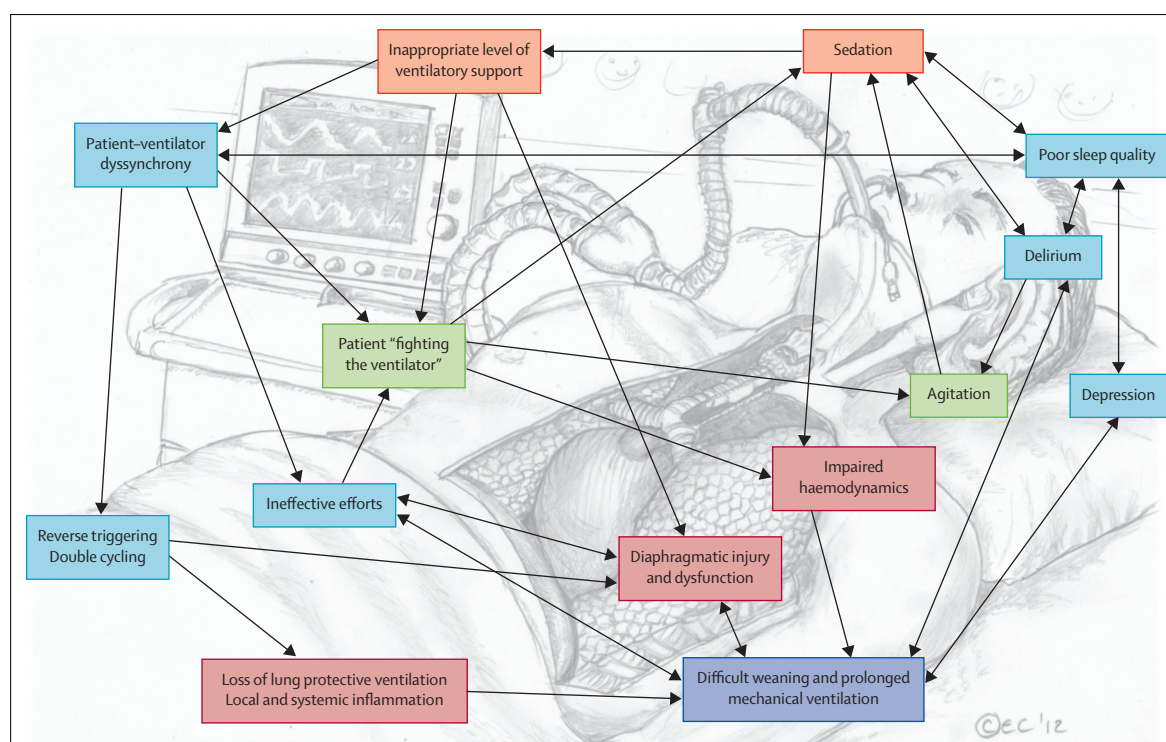 Inappropriate level of
ventilatory support
Sedation
Patient–ventilator
dyssynchrony
Poor sleep quality
Delirium
Patient “fighting
the ventilator”
Agitation
Depression
Impaired
haemodynamics
Ineffective efforts
Reverse triggering
Double cycling
Diaphragmatic injury
and dysfunction
Loss of lung protective ventilation
Local and systemic inflammation
Difficult weaning and prolonged
mechanical ventilation
©EC '12